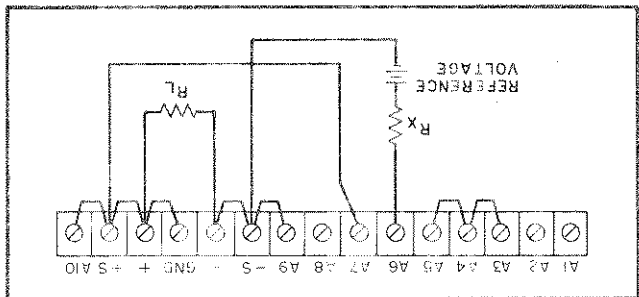 A1 A2 A3 A4 A5 A6 A7 A8 A9 -S - GND + +S A10
RX
REFERENCE
VOLTAGE
RL